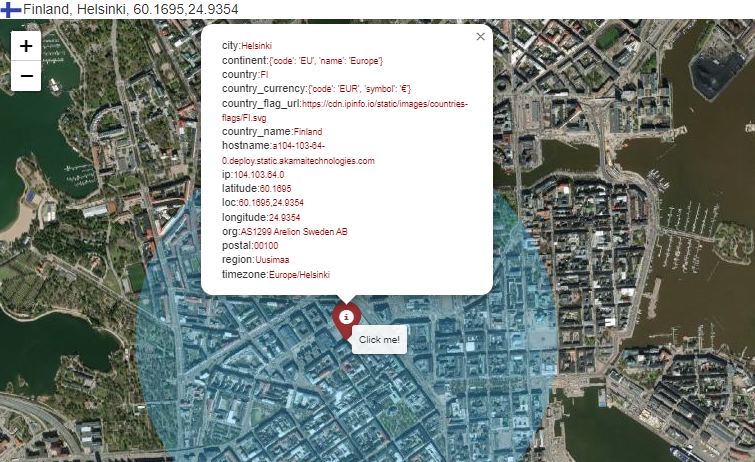 Finland, Helsinki, 60.1695,24.9354
+
−
×
city:Helsinki
continent:{'code': 'EU', 'name': 'Europe'}
country:FI
country_currency:{'code': 'EUR', 'symbol': '€'}
country_flag_url:https://cdn.ipinfo.io/static/images/countries-
flags/FI.svg
country_name:Finland
hostname:a104-103-64-
0.deploy.static.akamaitechnologies.com
ip:104.103.64.0
latitude:60.1695
loc:60.1695,24.9354
longitude:24.9354
org:AS1299 Arelion Sweden AB
postal:00100
region:Uusimaa
timezone:Europe/Helsinki
i
Click me!